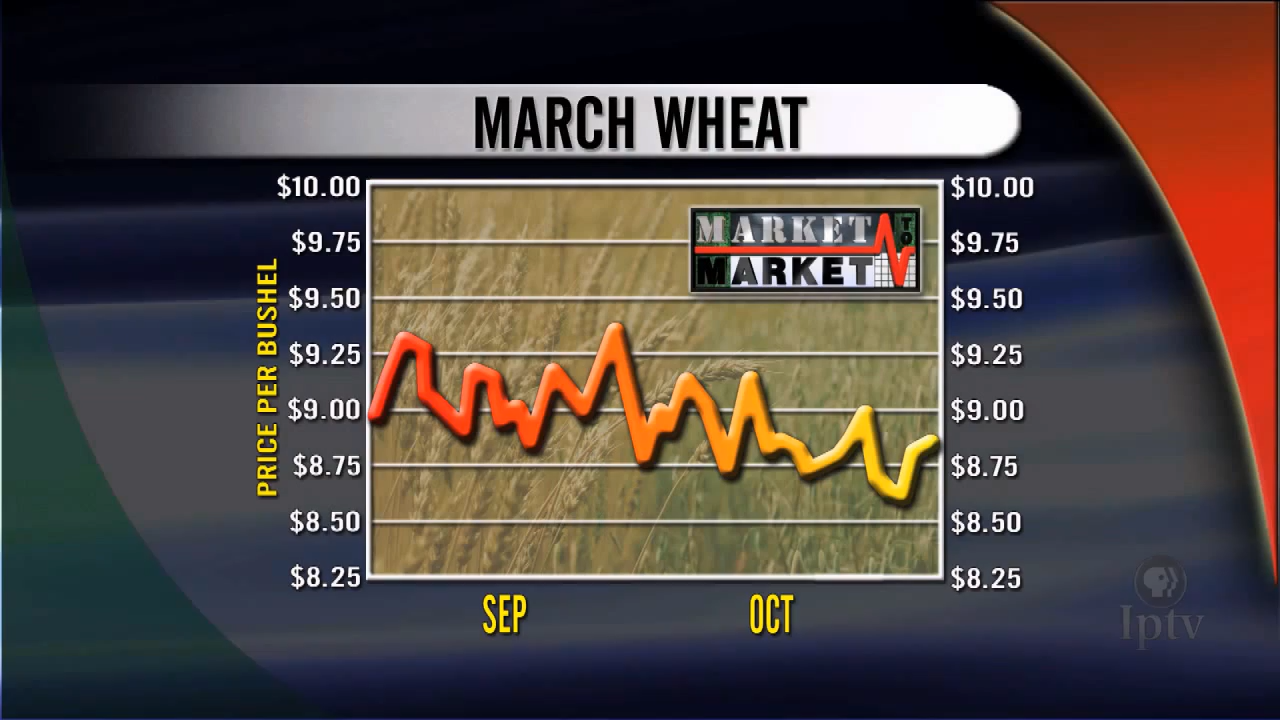 MARCH WHEAT
$10.00
$9.75
$9.50
$9.25
$9.00
$8.75
$8.50
$8.25
PRICE PER BUSHEL
MARKET TO
MARKET
$10.00
$9.75
$9.50
$9.25
$9.00
$8.75
$8.50
$8.25
SEP
OCT
Iptv